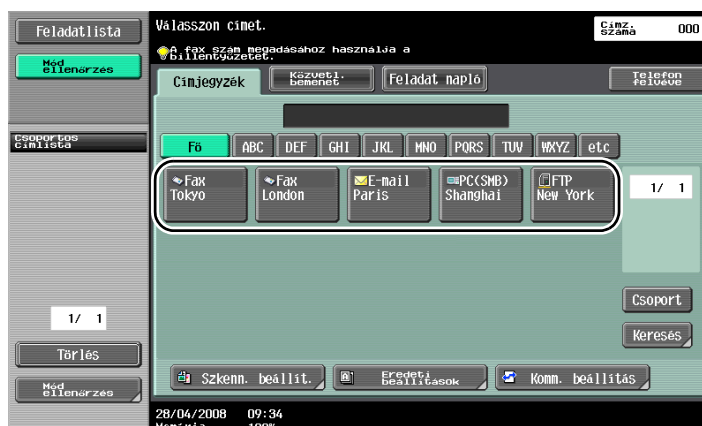 Feladatlista
Mód
ellenőrzés
Csoportos
címlista
1/ 1
Törlés
Mód
ellenőrzés
Válasszon címet.
A fax szám megadásához használja a
billentyűzetet.
Címz.
száma
000
Címjegyzék
Közvetl.
bemenet
Feladat napló
Telefon
felvéve
Fő
ABC
DEF
GHI
JKL
MNO
PQRS
TUV
WXYZ
etc
Fax
Tokyo
Fax
London
E-mail
Paris
PC(SMB)
Shanghai
FTP
New York
1/ 1
Csoport
Keresés
Szkenn. beállít.
Eredeti
beállítások
Komm. beállítás
28/04/2008 09:34
Memória 100%